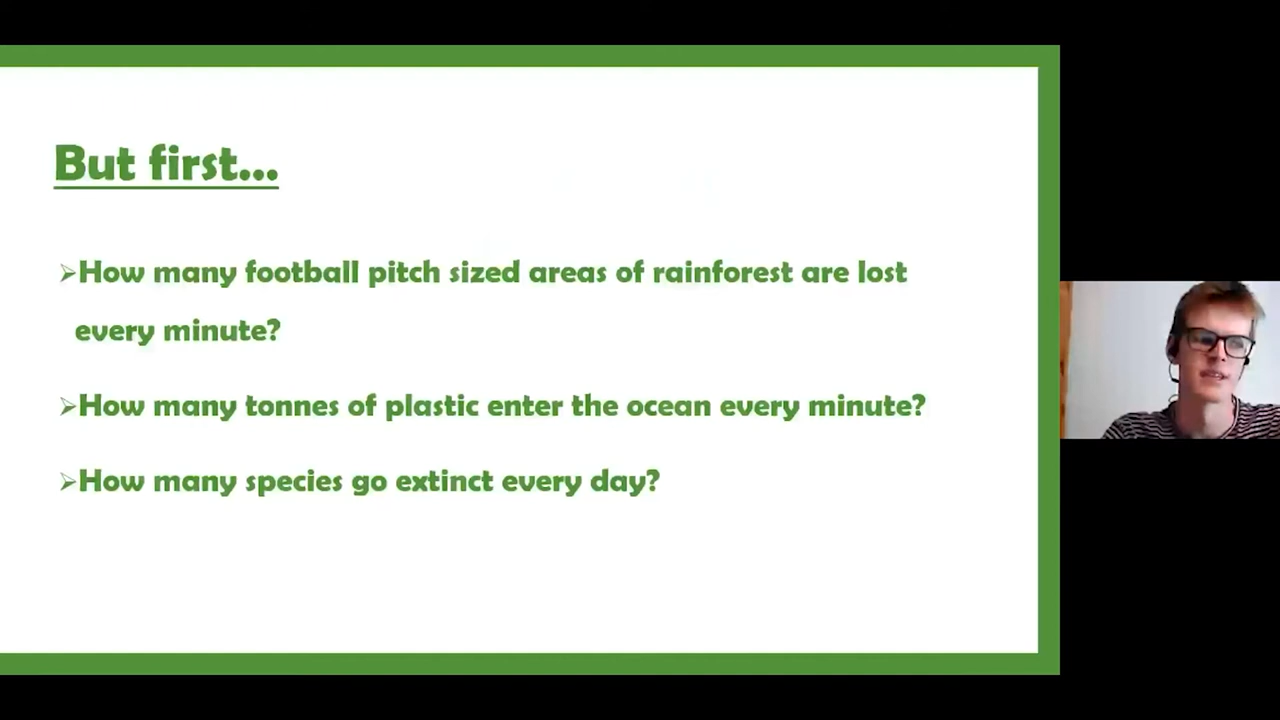 But first...
➢How many football pitch sized areas of rainforest are lost
every minute?
➢How many tonnes of plastic enter the ocean every minute?
➢How many species go extinct every day?